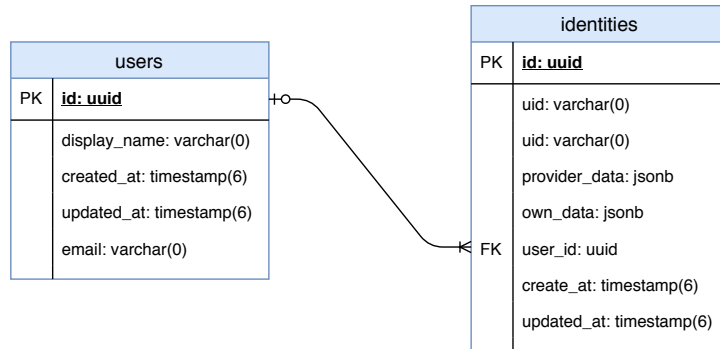 users
PK id: uuid
display_name: varchar(0)
created_at: timestamp(6)
updated_at: timestamp(6)
email: varchar(0)
identities
PK id: uuid
uid: varchar(0)
uid: varchar(0)
provider_data: jsonb
own_data: jsonb
FK user_id: uuid
create_at: timestamp(6)
updated_at: timestamp(6)